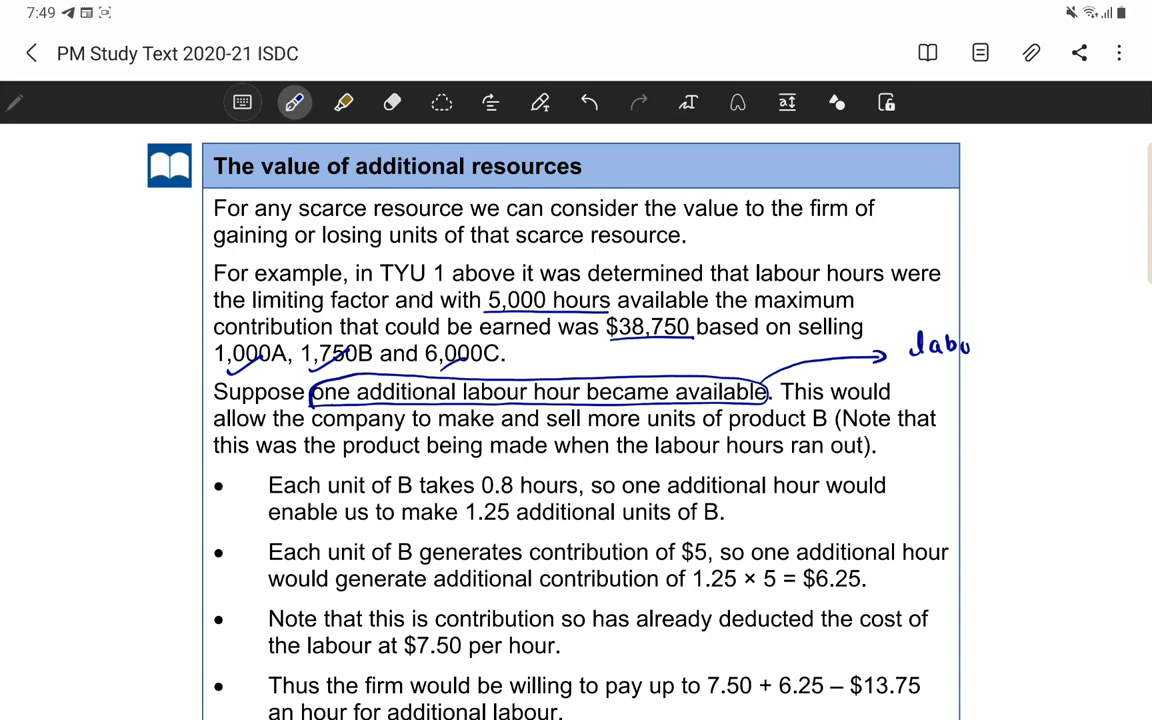 7:49
PM Study Text 2020-21 ISDC
The value of additional resources
For any scarce resource we can consider the value to the firm of
gaining or losing units of that scarce resource.
For example, in TYU 1 above it was determined that labour hours were
the limiting factor and with 5,000 hours available the maximum
contribution that could be earned was $38,750 based on selling
1,000A, 1,750B and 6,000C.
labo
Suppose one additional labour hour became available. This would
allow the company to make and sell more units of product B (Note that
this was the product being made when the labour hours ran out).
• Each unit of B takes 0.8 hours, so one additional hour would
enable us to make 1.25 additional units of B.
• Each unit of B generates contribution of $5, so one additional hour
would generate additional contribution of 1.25 × 5 = $6.25.
• Note that this is contribution so has already deducted the cost of
the labour at $7.50 per hour.
• Thus the firm would be willing to pay up to 7.50 + 6.25 – $13.75
an hour for additional labour.